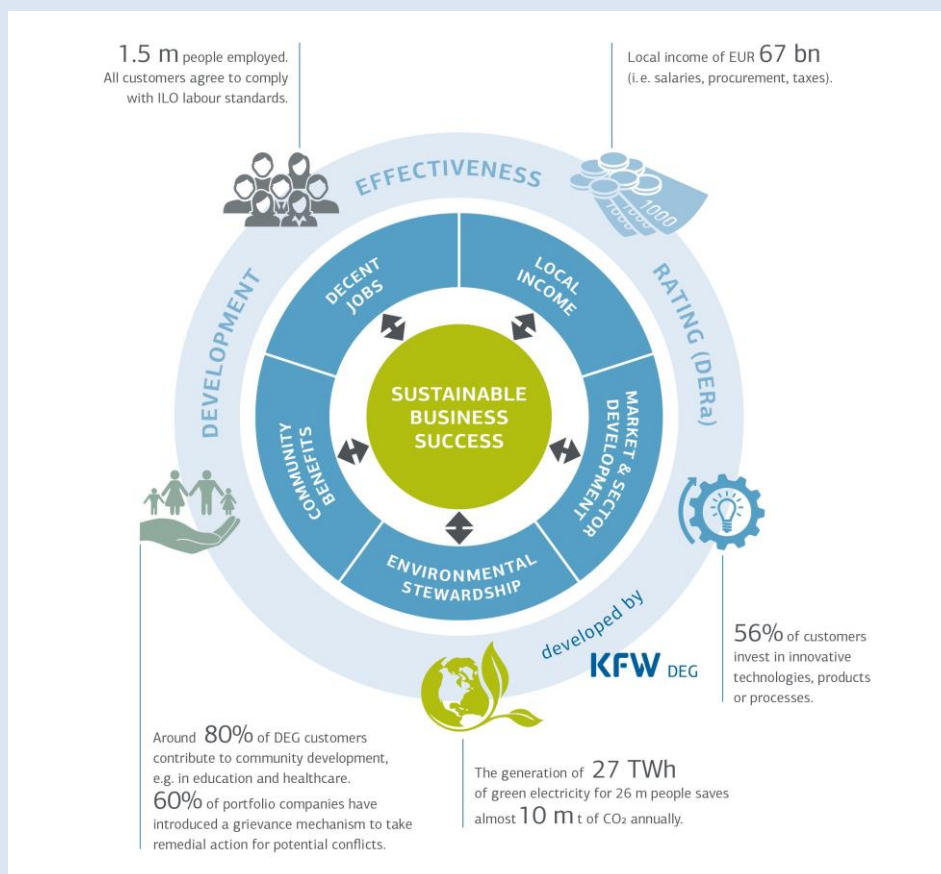 1.5 m people employed.
All customers agree to comply
with ILO labour standards.
Local income of EUR 67 bn
(i.e. salaries, procurement, taxes).
DEVELOPMENT EFFECTIVENESS RATING (DERa)
1000
1000
1000
DECENT
JOBS
LOCAL
INCOME
MARKET & SECTOR
DEVELOPMENT
ENVIRONMENTAL
STEWARDSHIP
COMMUNITY
BENEFITS
SUSTAINABLE
BUSINESS
SUCCESS
developed by
KFW DEG
56% of customers
invest in innovative
technologies, products
or processes.
Around 80% of DEG customers
contribute to community development,
e.g. in education and healthcare.
60% of portfolio companies have
introduced a grievance mechanism to take
remedial action for potential conflicts.
The generation of 27 TWh
of green electricity for 26 m people saves
almost 10 m t of CO₂ annually.